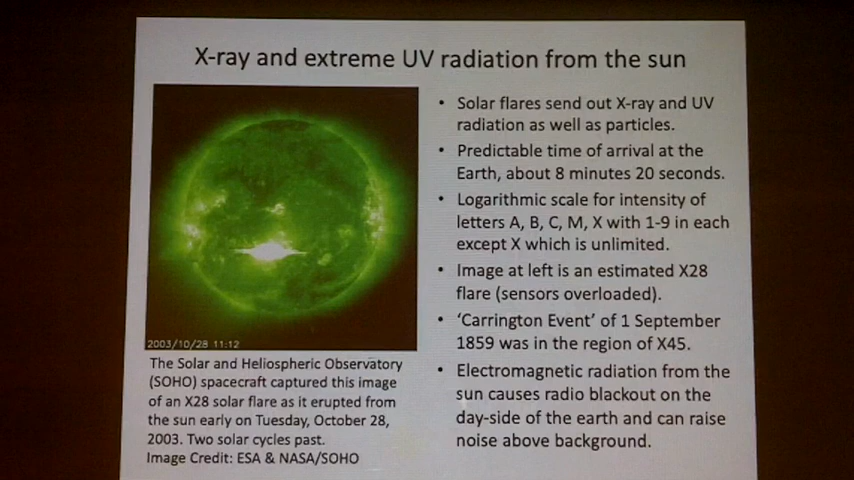 X-ray and extreme UV radiation from the sun
2003/10/28 11:12
The Solar and Heliospheric Observatory
(SOHO) spacecraft captured this image
of an X28 solar flare as it erupted from
the sun early on Tuesday, October 28,
2003. Two solar cycles past.
Image Credit: ESA & NASA/SOHO
• Solar flares send out X-ray and UV
radiation as well as particles.
• Predictable time of arrival at the
Earth, about 8 minutes 20 seconds.
• Logarithmic scale for intensity of
letters A, B, C, M, X with 1-9 in each
except X which is unlimited.
• Image at left is an estimated X28
flare (sensors overloaded).
• ‘Carrington Event’ of 1 September
1859 was in the region of X45.
• Electromagnetic radiation from the
sun causes radio blackout on the
day-side of the earth and can raise
noise above background.